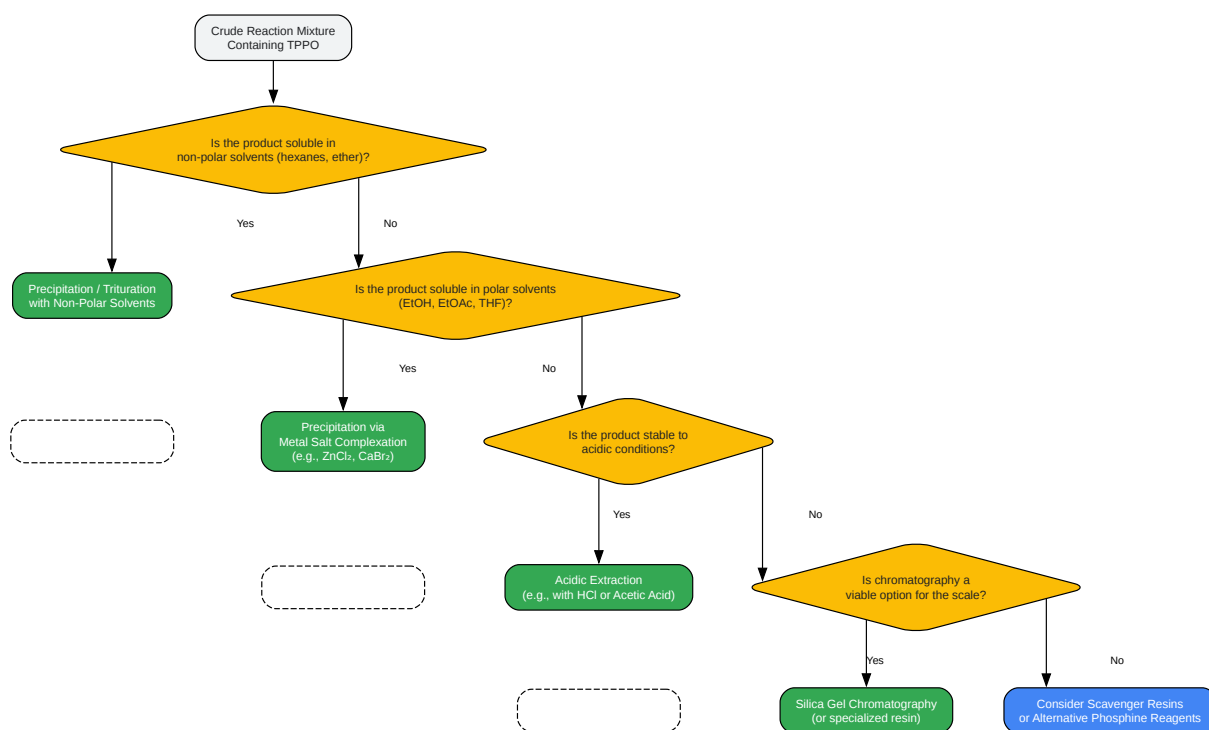 Crude Reaction Mixture
Containing TPPO
Is the product soluble in
non-polar solvents (hexanes, ether)?
Yes
No
Precipitation / Trituration
with Non-Polar Solvents
Is the product soluble in polar solvents
(EtOH, EtOAc, THF)?
Yes
No
Precipitation via
Metal Salt Complexation
(e.g., ZnCl₂, CaBr₂)
Is the product stable to
acidic conditions?
Yes
No
Acidic Extraction
(e.g., with HCl or Acetic Acid)
Is chromatography a
viable option for the scale?
Yes
No
Silica Gel Chromatography
(or specialized resin)
Consider Scavenger Resins
or Alternative Phosphine Reagents